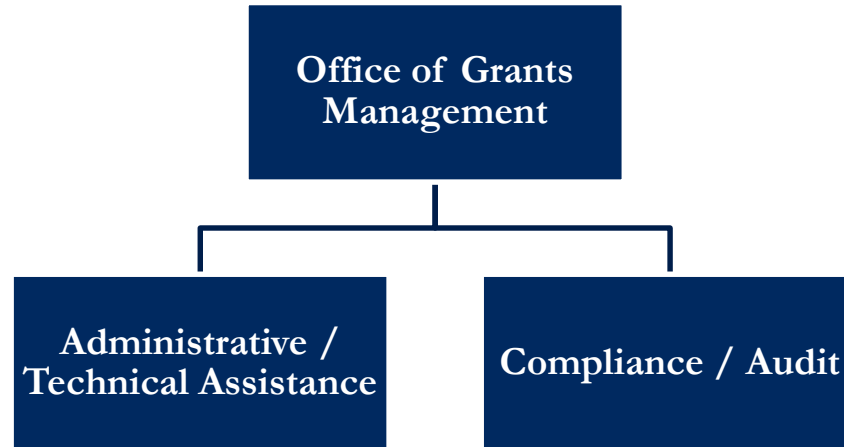 Office of Grants
Management
Administrative /
Technical Assistance
Compliance / Audit